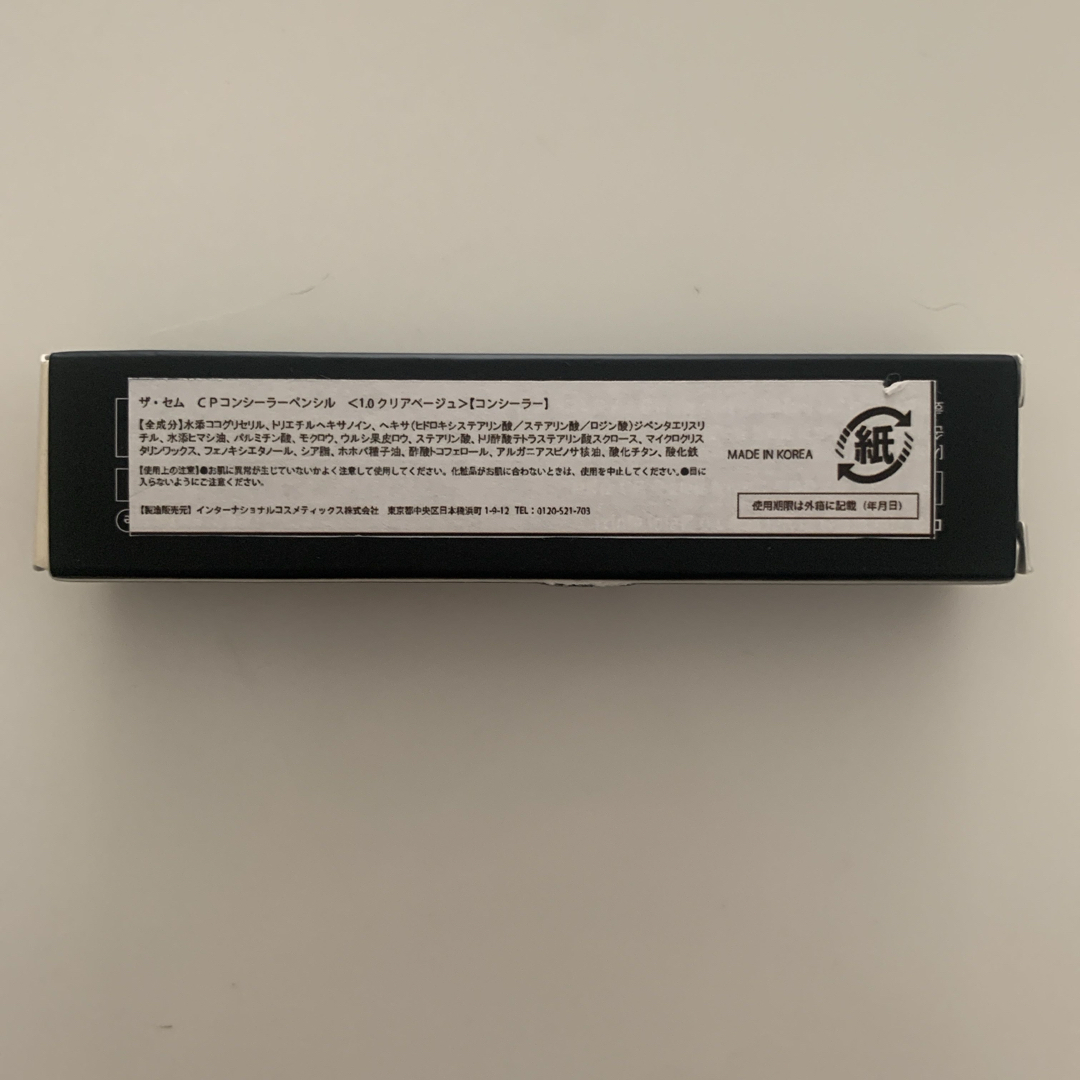 ザ・セム　ＣＰコンシーラーペンシル　＜1.0 クリアベージュ＞【コンシーラー】
【全成分】水添ココグリセリル、トリエチルヘキサノイン、ヘキサ(ヒドロキシステアリン酸／ステアリン酸／ロジン酸)ジペンタエリスリ
チル、水添ヒマシ油、パルミチン酸、モクロウ、ウルシ果皮ロウ、ステアリン酸、トリ酢酸テトラステアリン酸スクロース、マイクロクリス
タリンワックス、フェノキシエタノール、シア脂、ホホバ種子油、酢酸トコフェロール、アルガニアスピノサ核油、酸化チタン、酸化鉄
【使用上の注意】●お肌に異常が生じていないかよく注意して使用してください。化粧品がお肌に合わないときは、使用を中止してください。●目に
入らないようにご注意ください。
【製造販売元】インターナショナルコスメティックス株式会社　東京都中央区日本橋浜町 1-9-12　TEL：0120-521-703
MADE IN KOREA
紙
使用期限は外箱に記載（年月日）